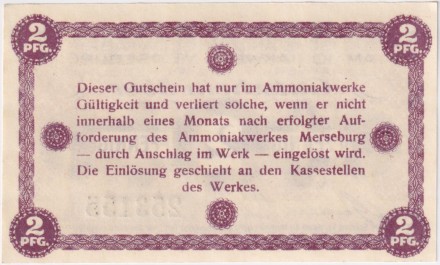 2 PFG. 2 PFG.
Dieser Gutschein hat nur im Ammoniakwerke
Gültigkeit und verliert solche, wenn er nicht
innerhalb eines Monats nach erfolgter Auf-
forderung des Ammoniakwerkes Merseburg
— durch Anschlag im Werk — eingelöst wird.
Die Einlösung geschieht an den Kassestellen
des Werkes.
2 PFG. 2 PFG.